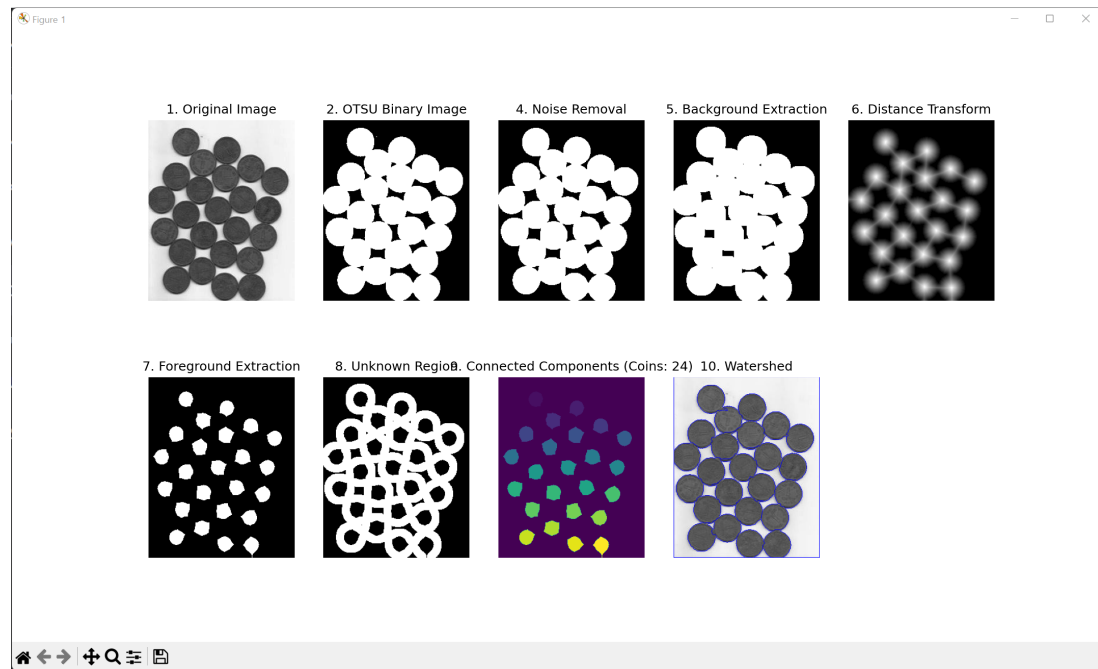 Figure 1
1. Original Image
2. OTSU Binary Image
4. Noise Removal
5. Background Extraction
6. Distance Transform
7. Foreground Extraction
8. Unknown Region
9. Connected Components (Coins: 24)
10. Watershed